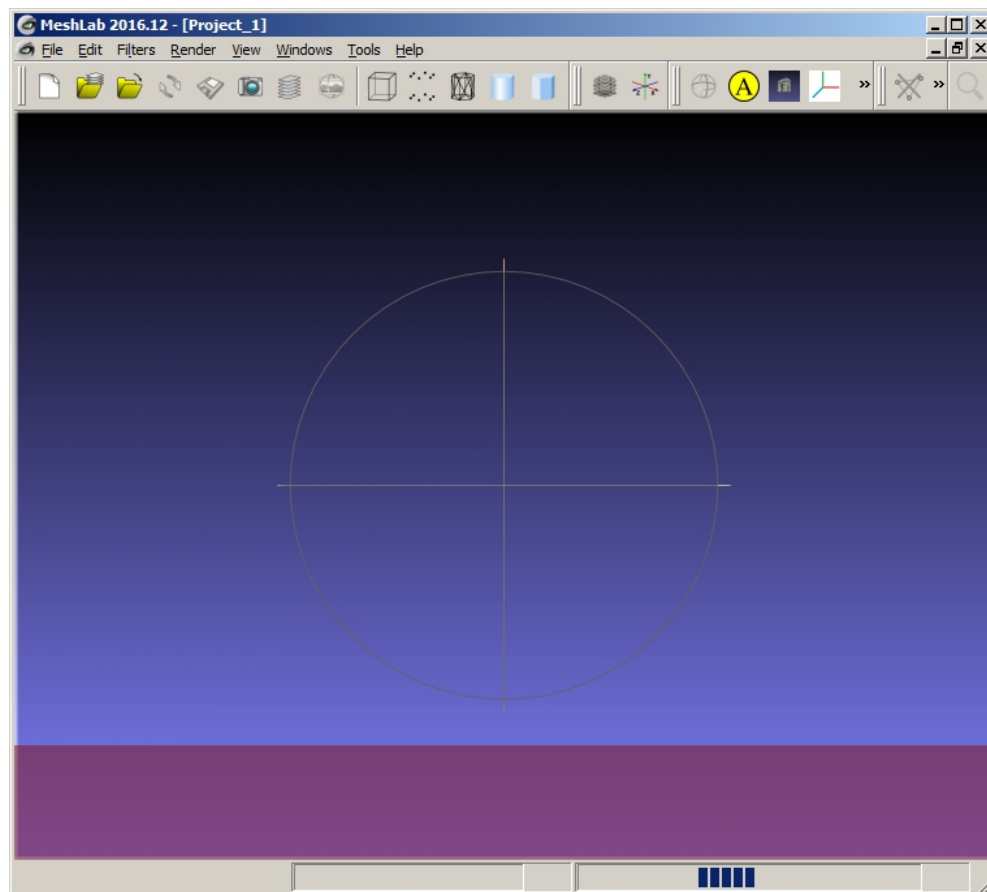 MeshLab 2016.12 - [Project_1]
File Edit Filters Render View Windows Tools Help
A » »